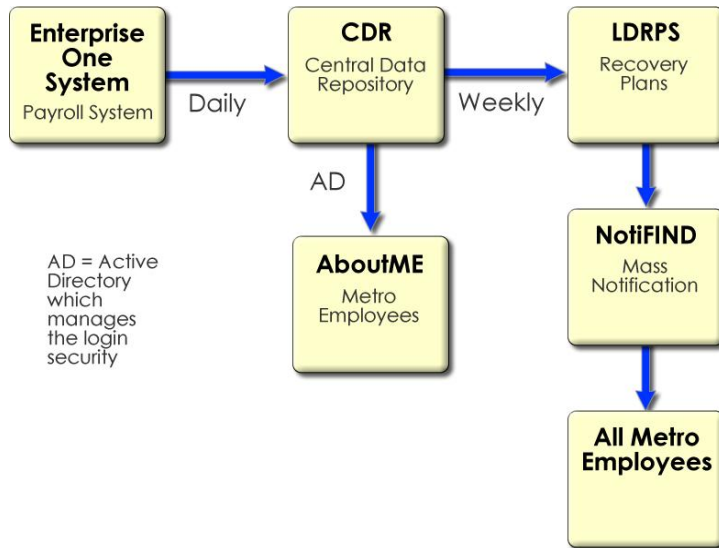 Enterprise
One
System
Payroll System
Daily
CDR
Central Data
Repository
Weekly
LDRPS
Recovery
Plans
AD
AD = Active
Directory
which
manages
the login
security
AboutME
Metro
Employees
NotiFIND
Mass
Notification
All Metro
Employees